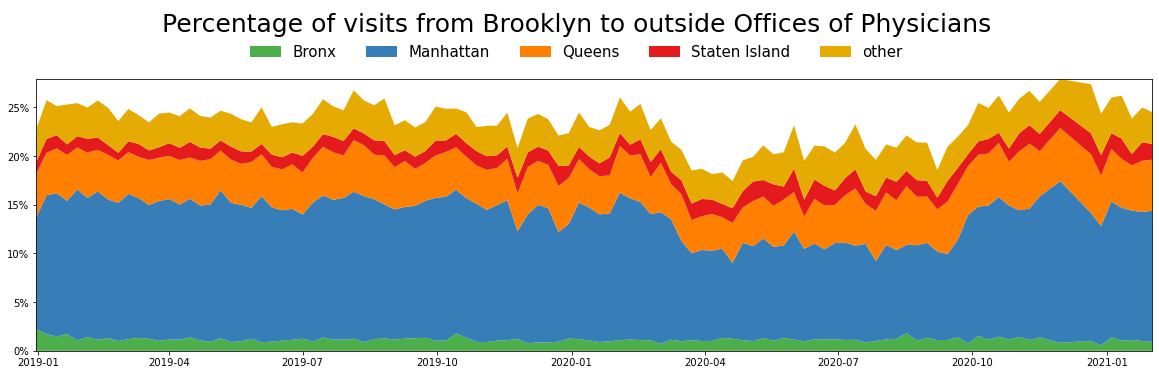 Percentage of visits from Brooklyn to outside Offices of Physicians
Bronx Manhattan Queens Staten Island other
25%
20%
15%
10%
5%
0%
2019-01 2019-04 2019-07 2019-10 2020-01 2020-04 2020-07 2020-10 2021-01